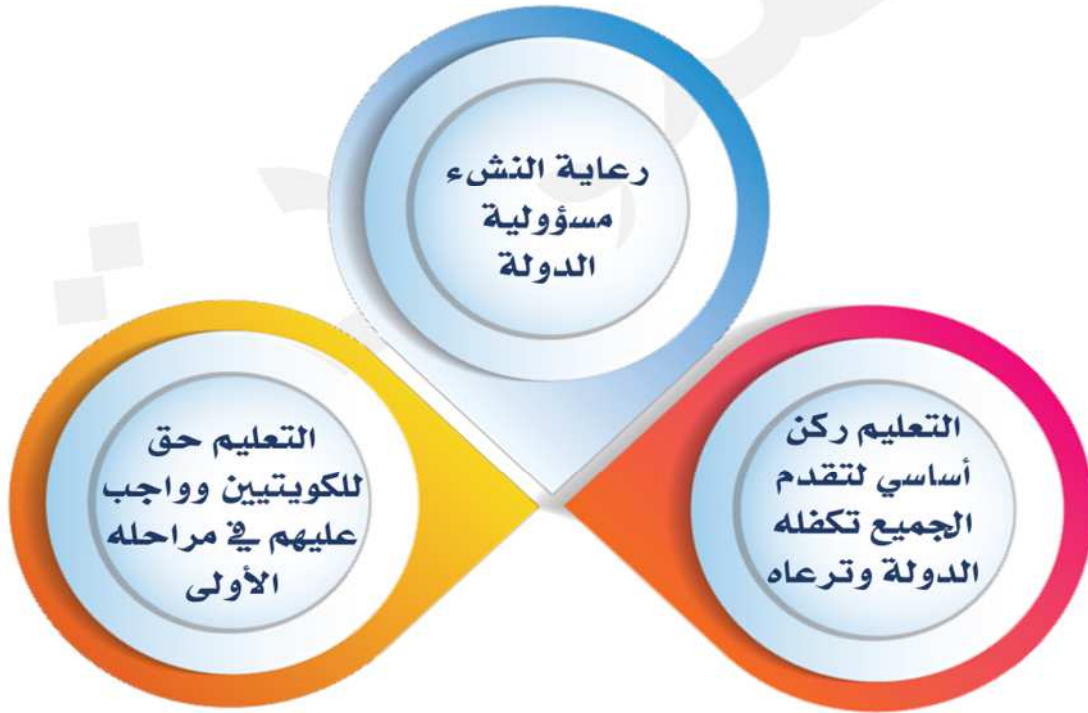 رعاية النشء
مسؤولية
الدولة
التعليم ركن
أساسي لتقدم
الجميع تكفله
الدولة وترعاه
التعليم حق
للكويتيين وواجب
عليهم في مراحله
الأولى